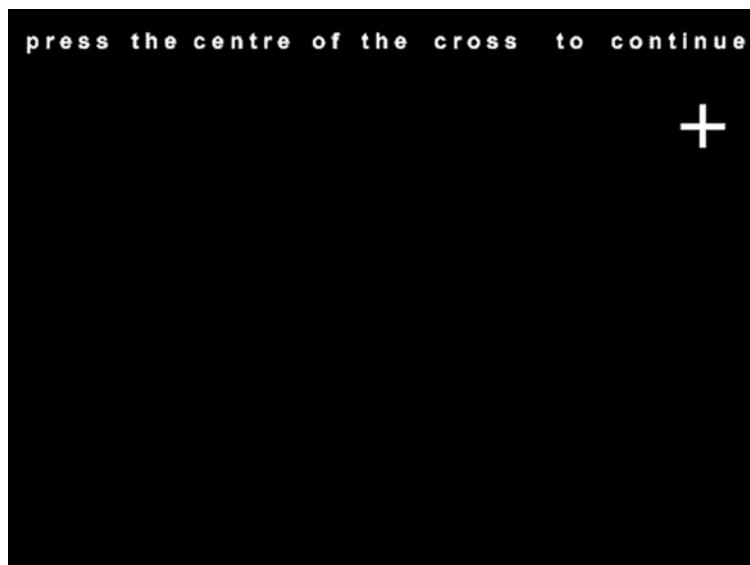 press the centre of the cross to continue